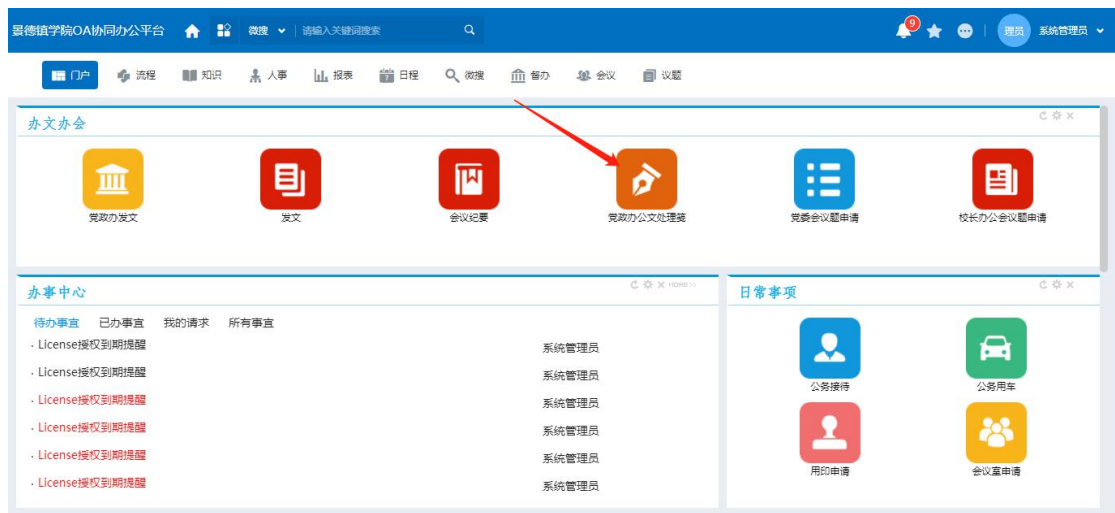 景德镇学院OA协同办公平台 微搜 请输入关键词搜索 9 理员 系统管理员
门户 流程 知识 人事 报表 日程 微搜 督办 会议 议题
办文办会
党政办发文 发文 会议纪要 党政办公文处理笺 党委会议题申请 校长办公会议题申请
办事中心 HOME>>
待办事宜 已办事宜 我的请求 所有事宜
· License授权到期提醒 系统管理员
· License授权到期提醒 系统管理员
· License授权到期提醒 系统管理员
· License授权到期提醒 系统管理员
· License授权到期提醒 系统管理员
· License授权到期提醒 系统管理员
日常事项
公务接待 公务用车
用印申请 会议室申请